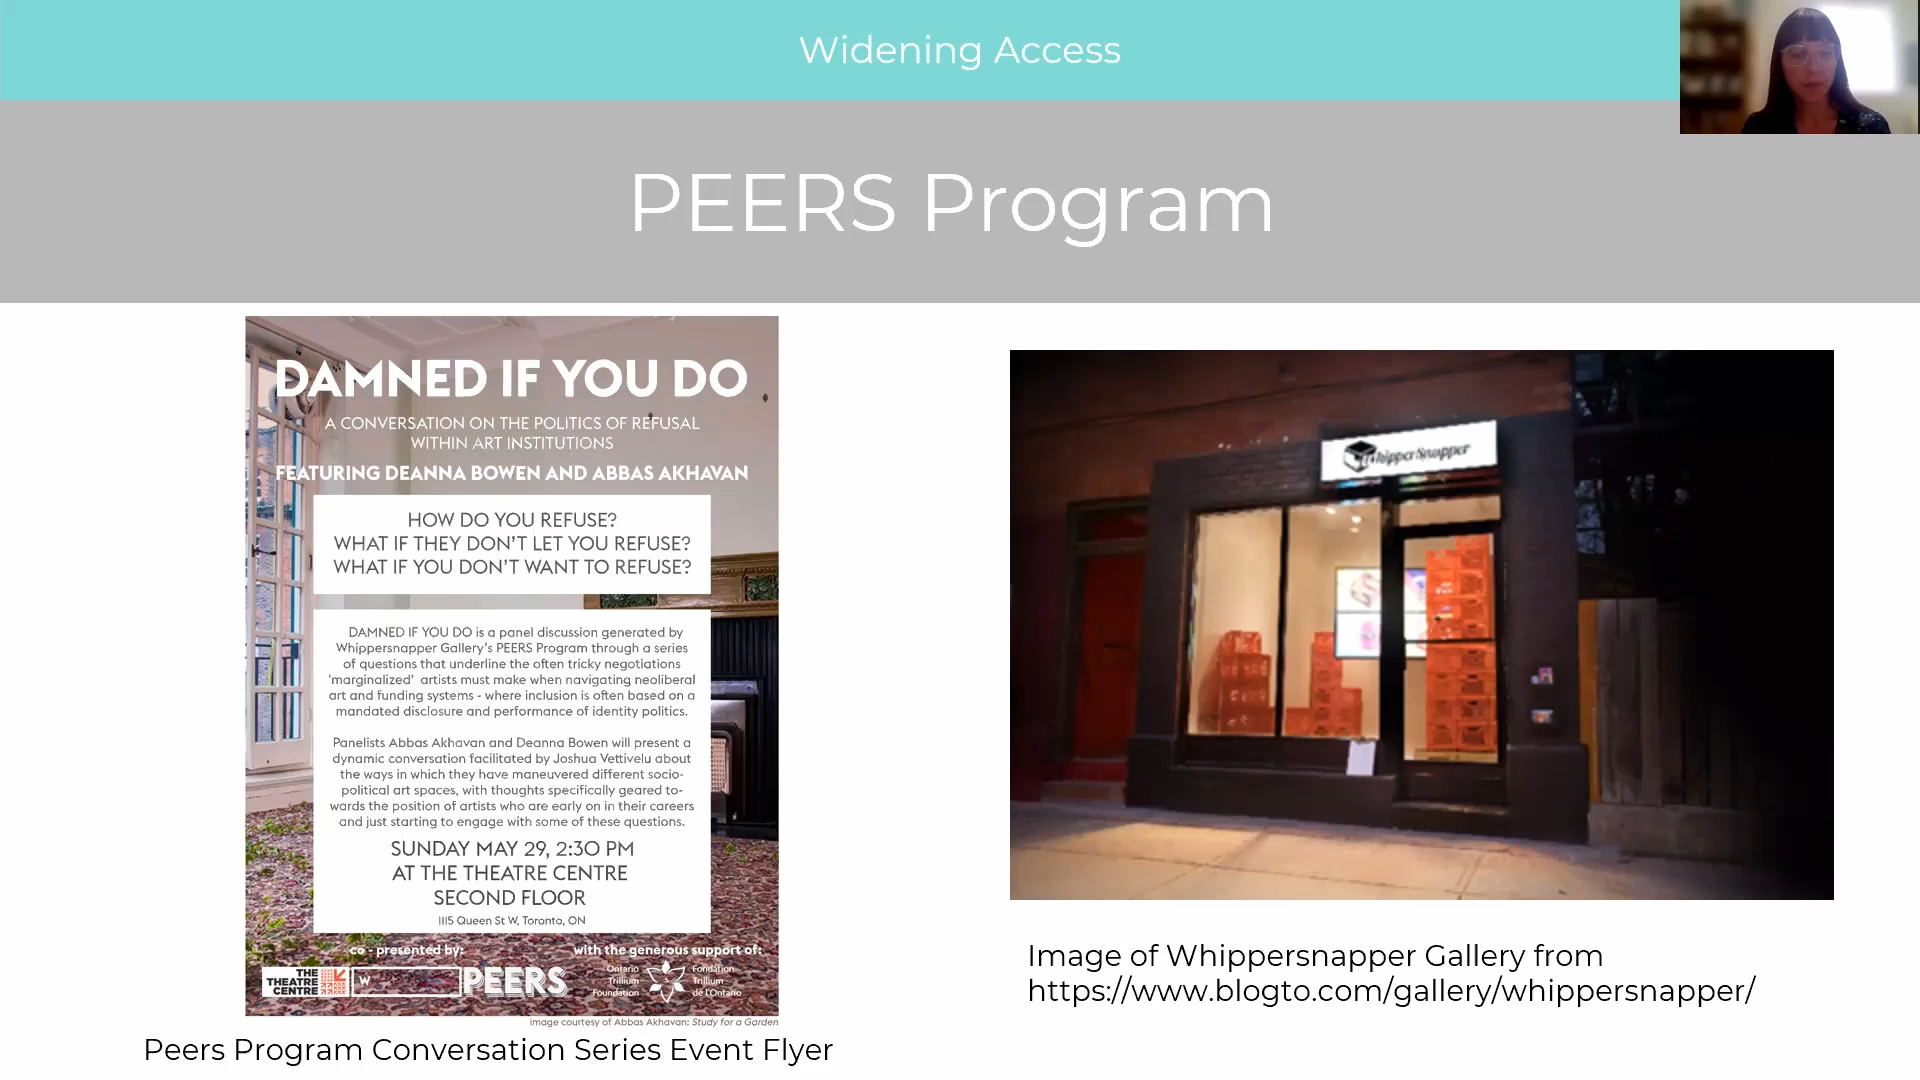 Widening Access
PEERS Program
DAMNED IF YOU DO
A CONVERSATION ON THE POLITICS OF REFUSAL
WITHIN ART INSTITUTIONS
FEATURING DEANNA BOWEN AND ABBAS AKHAVAN
HOW DO YOU REFUSE?
WHAT IF THEY DON'T LET YOU REFUSE?
WHAT IF YOU DON'T WANT TO REFUSE?
DAMNED IF YOU DO is a panel discussion generated by
Whippersnapper Gallery's PEERS Program through a series
of questions that underline the often tricky negotiations
'marginalized' artists must make when navigating neoliberal
art and funding systems - where inclusion is often based on a
mandated disclosure and performance of identity politics.
Panelists Abbas Akhavan and Deanna Bowen will present a
dynamic conversation facilitated by Joshua Vettivelu about
the ways in which they have maneuvered different socio-
political art spaces, with thoughts specifically geared to-
wards the position of artists who are early on in their careers
and just starting to engage with some of these questions.
SUNDAY MAY 29, 2:30 PM
AT THE THEATRE CENTRE
SECOND FLOOR
1115 Queen St W, Toronto, ON
co - presented by:
with the generous support of:
THE
THEATRE
CENTRE
W
PEERS
Ontario
Trillium
Foundation
Fondation
Trillium
de l'Ontario
image courtesy of Abbas Akhavan: Study for a Garden
Peers Program Conversation Series Event Flyer
WhipperSnapper
Image of Whippersnapper Gallery from
https://www.blogto.com/gallery/whippersnapper/